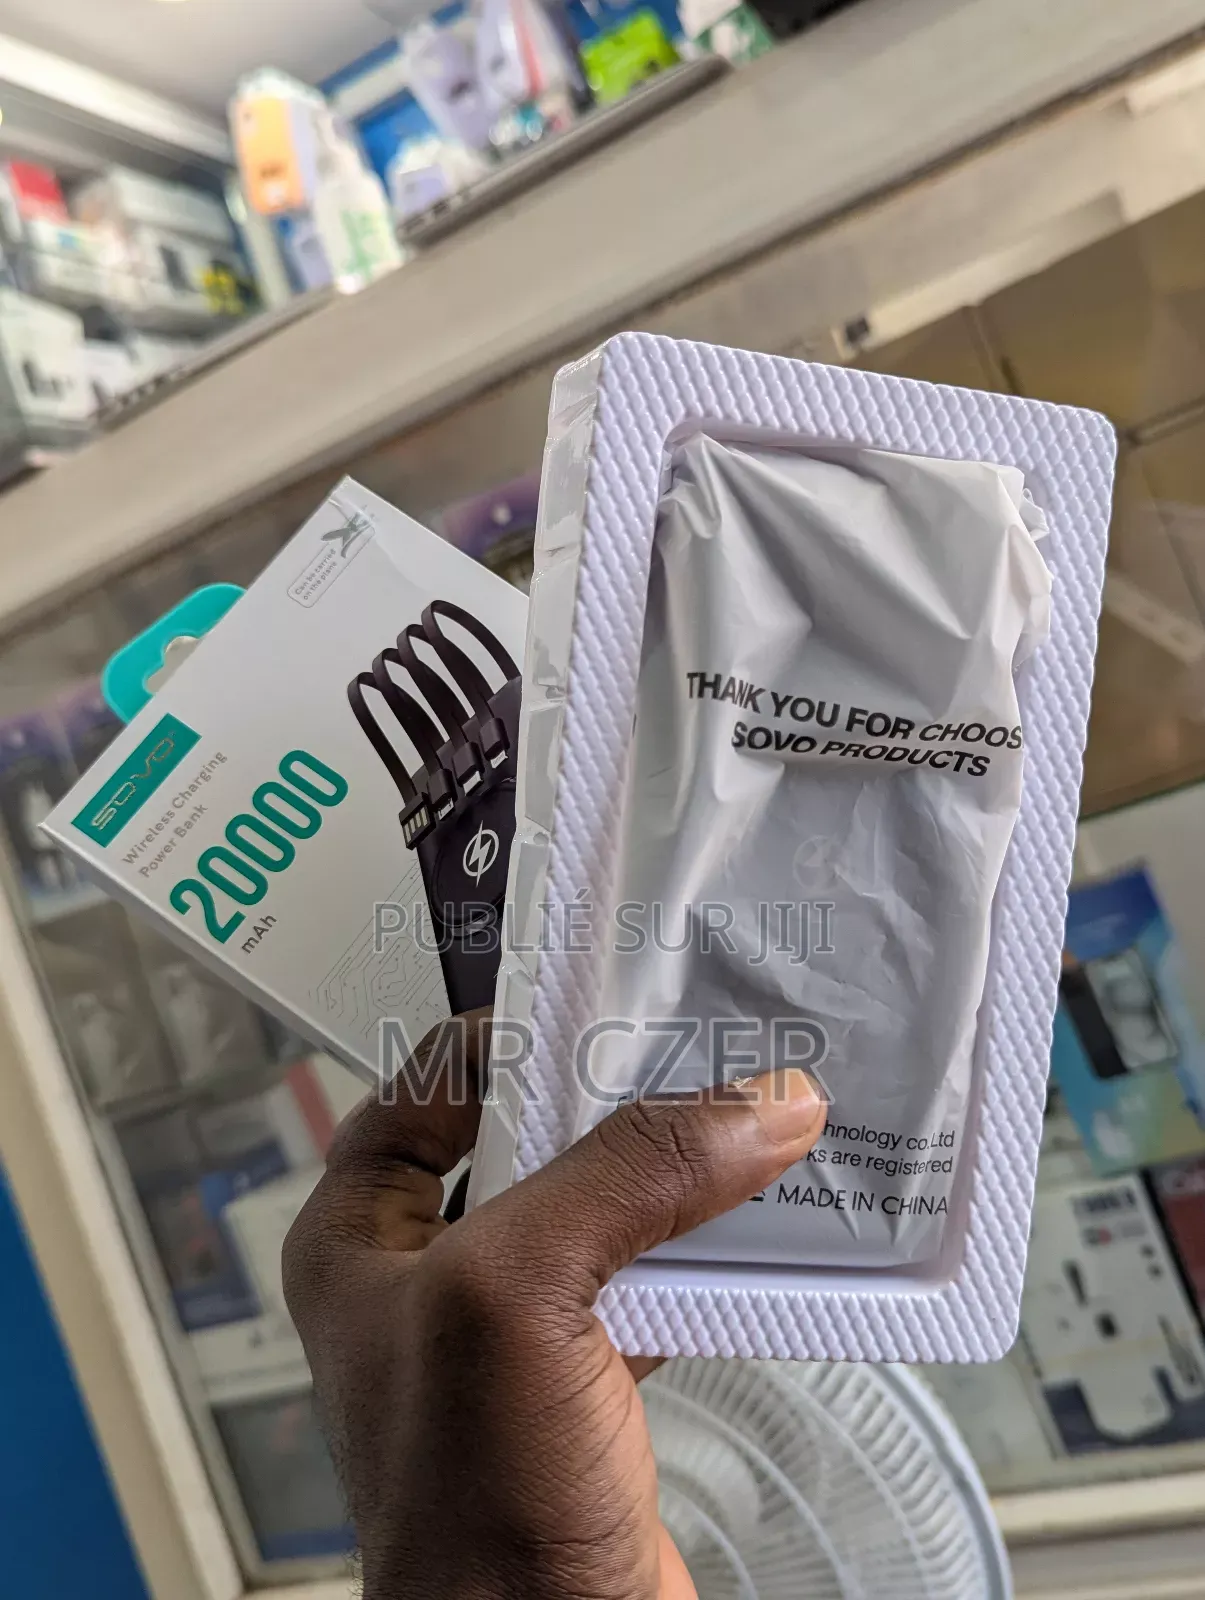 Can be carried
on the plane
SOVO
Wireless Charging
Power Bank
20000
mAh
THANK YOU FOR CHOOS
SOVO PRODUCTS
PUBLIÉ SUR JIJI
MR CZER
hnology co.Ltd
ks are registered
MADE IN CHINA